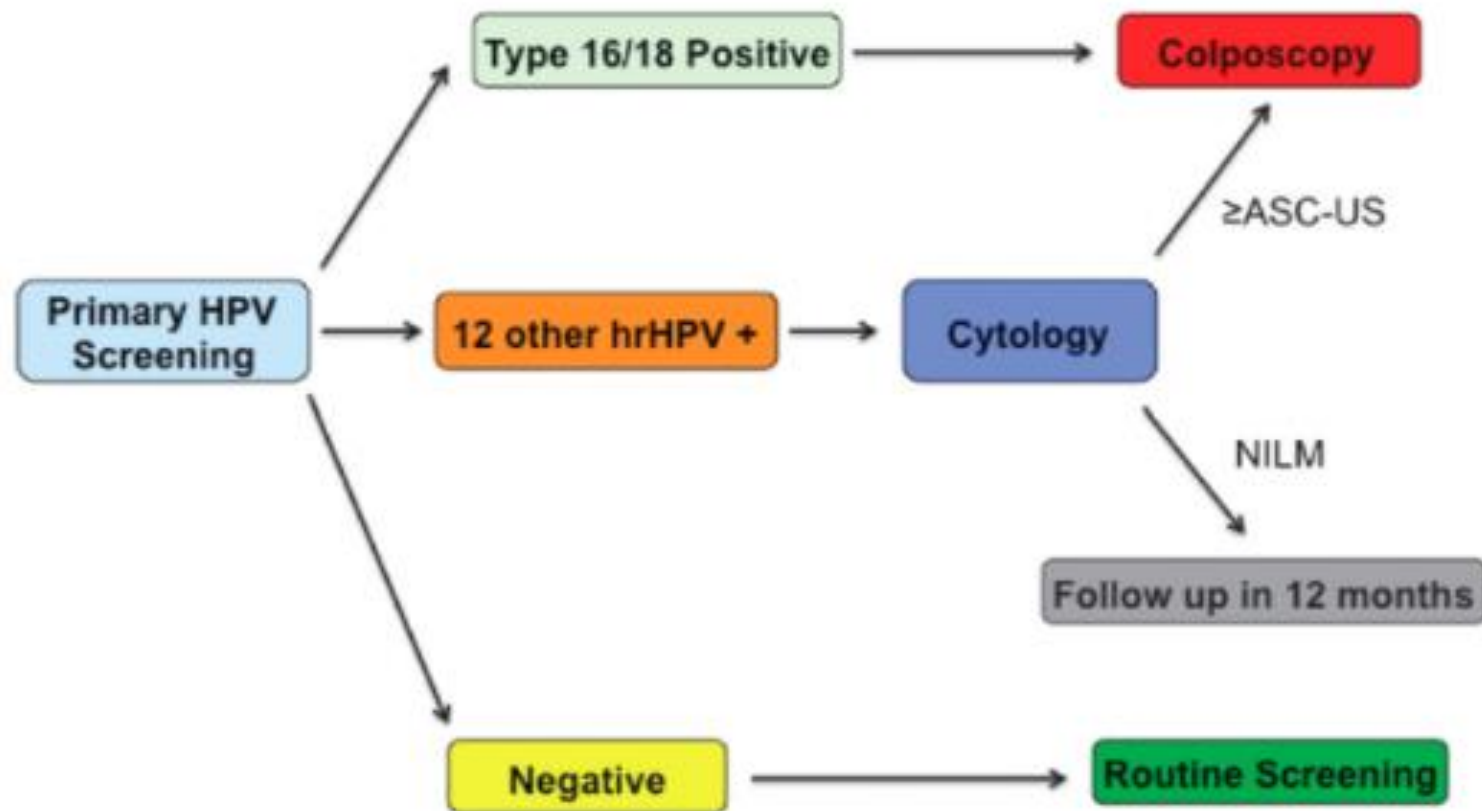 Type 16/18 Positive
Colposcopy
≥ASC-US
Primary HPV
Screening
12 other hrHPV +
Cytology
NILM
Follow up in 12 months
Negative
Routine Screening